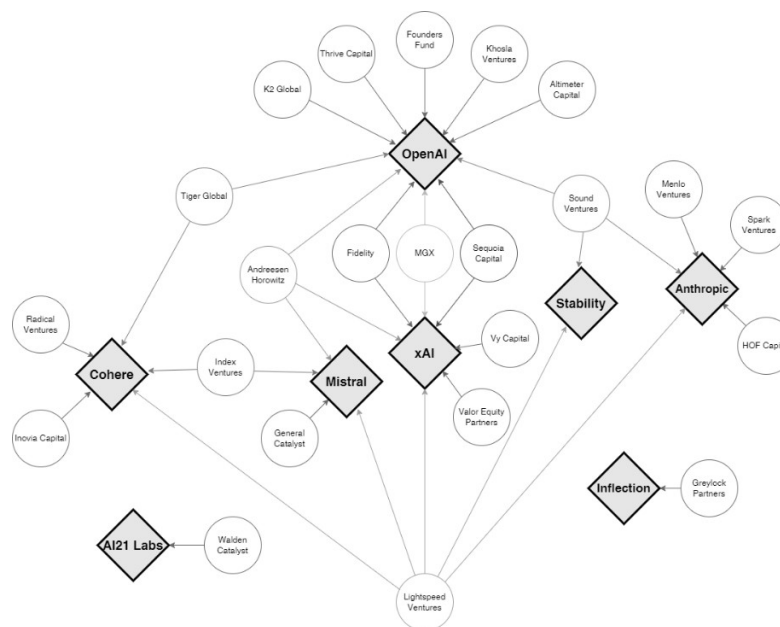 Founders
Fund
Thrive Capital
Khosla
Ventures
K2 Global
Altimeter
Capital
OpenAI
Tiger Global
Sound
Ventures
Menlo
Ventures
Spark
Ventures
Fidelity
MGX
Sequoia
Capital
Andreesen
Horowitz
Stability
Anthropic
Radical
Ventures
Vy Capital
HOF Capi
xAI
Cohere
Index
Ventures
Mistral
Inovia Capital
General
Catalyst
Valor Equity
Partners
Inflection
Greylock
Partners
AI21 Labs
Walden
Catalyst
Lightspeed
Ventures